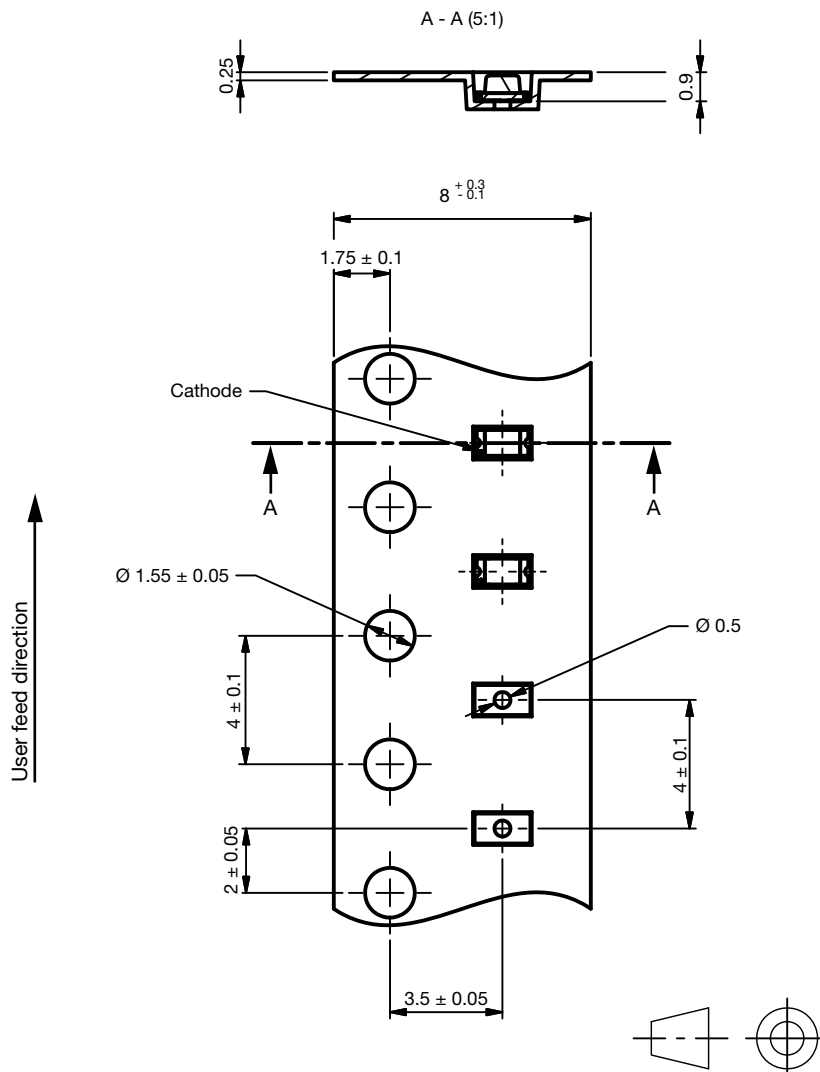 A - A (5:1)
0.25
0.9
8 + 0.3
- 0.1
1.75 ± 0.1
Cathode
A
A
Ø 1.55 ± 0.05
Ø 0.5
User feed direction
4 ± 0.1
4 ± 0.1
2 ± 0.05
3.5 ± 0.05